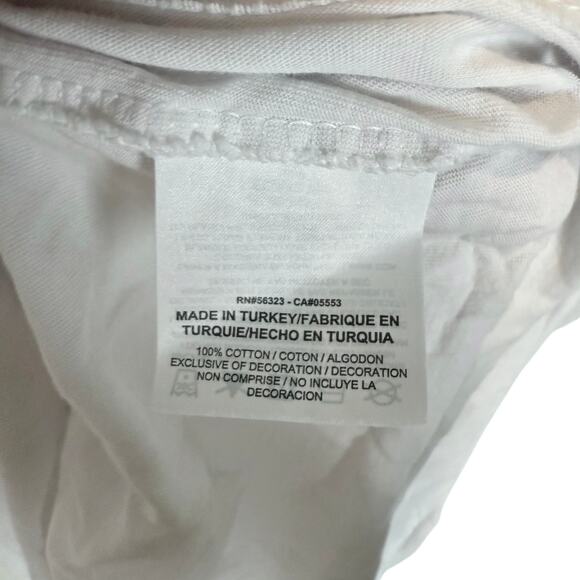 RN#56323 - CA#05553
MADE IN TURKEY/FABRIQUE EN
TURQUIE/HECHO EN TURQUIA
100% COTTON / COTON / ALGODON
EXCLUSIVE OF DECORATION / DECORATION
NON COMPRISE / NO INCLUYE LA
DECORACION